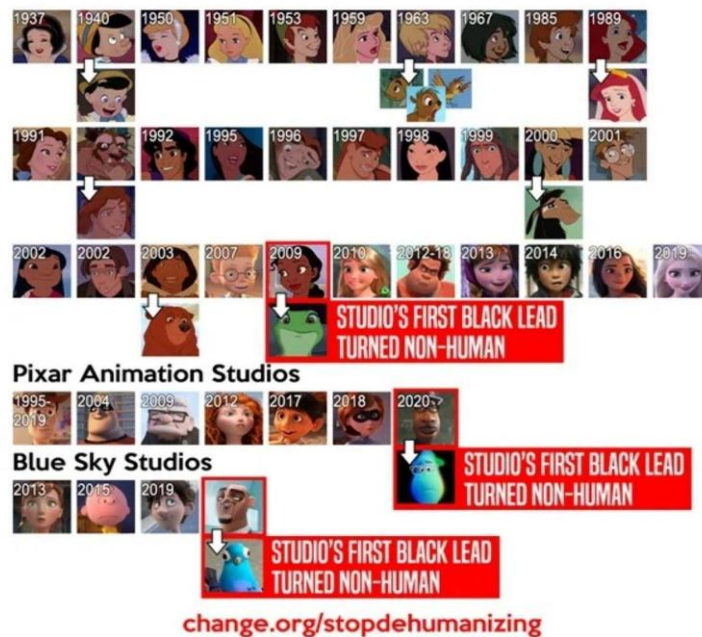 1937 1940 1950 1951 1953 1959 1963 1967 1985 1989
1991 1992 1995 1996 1997 1998 1999 2000 2001
2002 2002 2003 2007 2009 2010 2012-18 2013 2014 2016 2019
STUDIO'S FIRST BLACK LEAD
TURNED NON-HUMAN
Pixar Animation Studios
1995-
2019 2004 2009 2012 2017 2018 2020
STUDIO'S FIRST BLACK LEAD
TURNED NON-HUMAN
Blue Sky Studios
2013 2015 2019
STUDIO'S FIRST BLACK LEAD
TURNED NON-HUMAN
change.org/stopdehumanizing